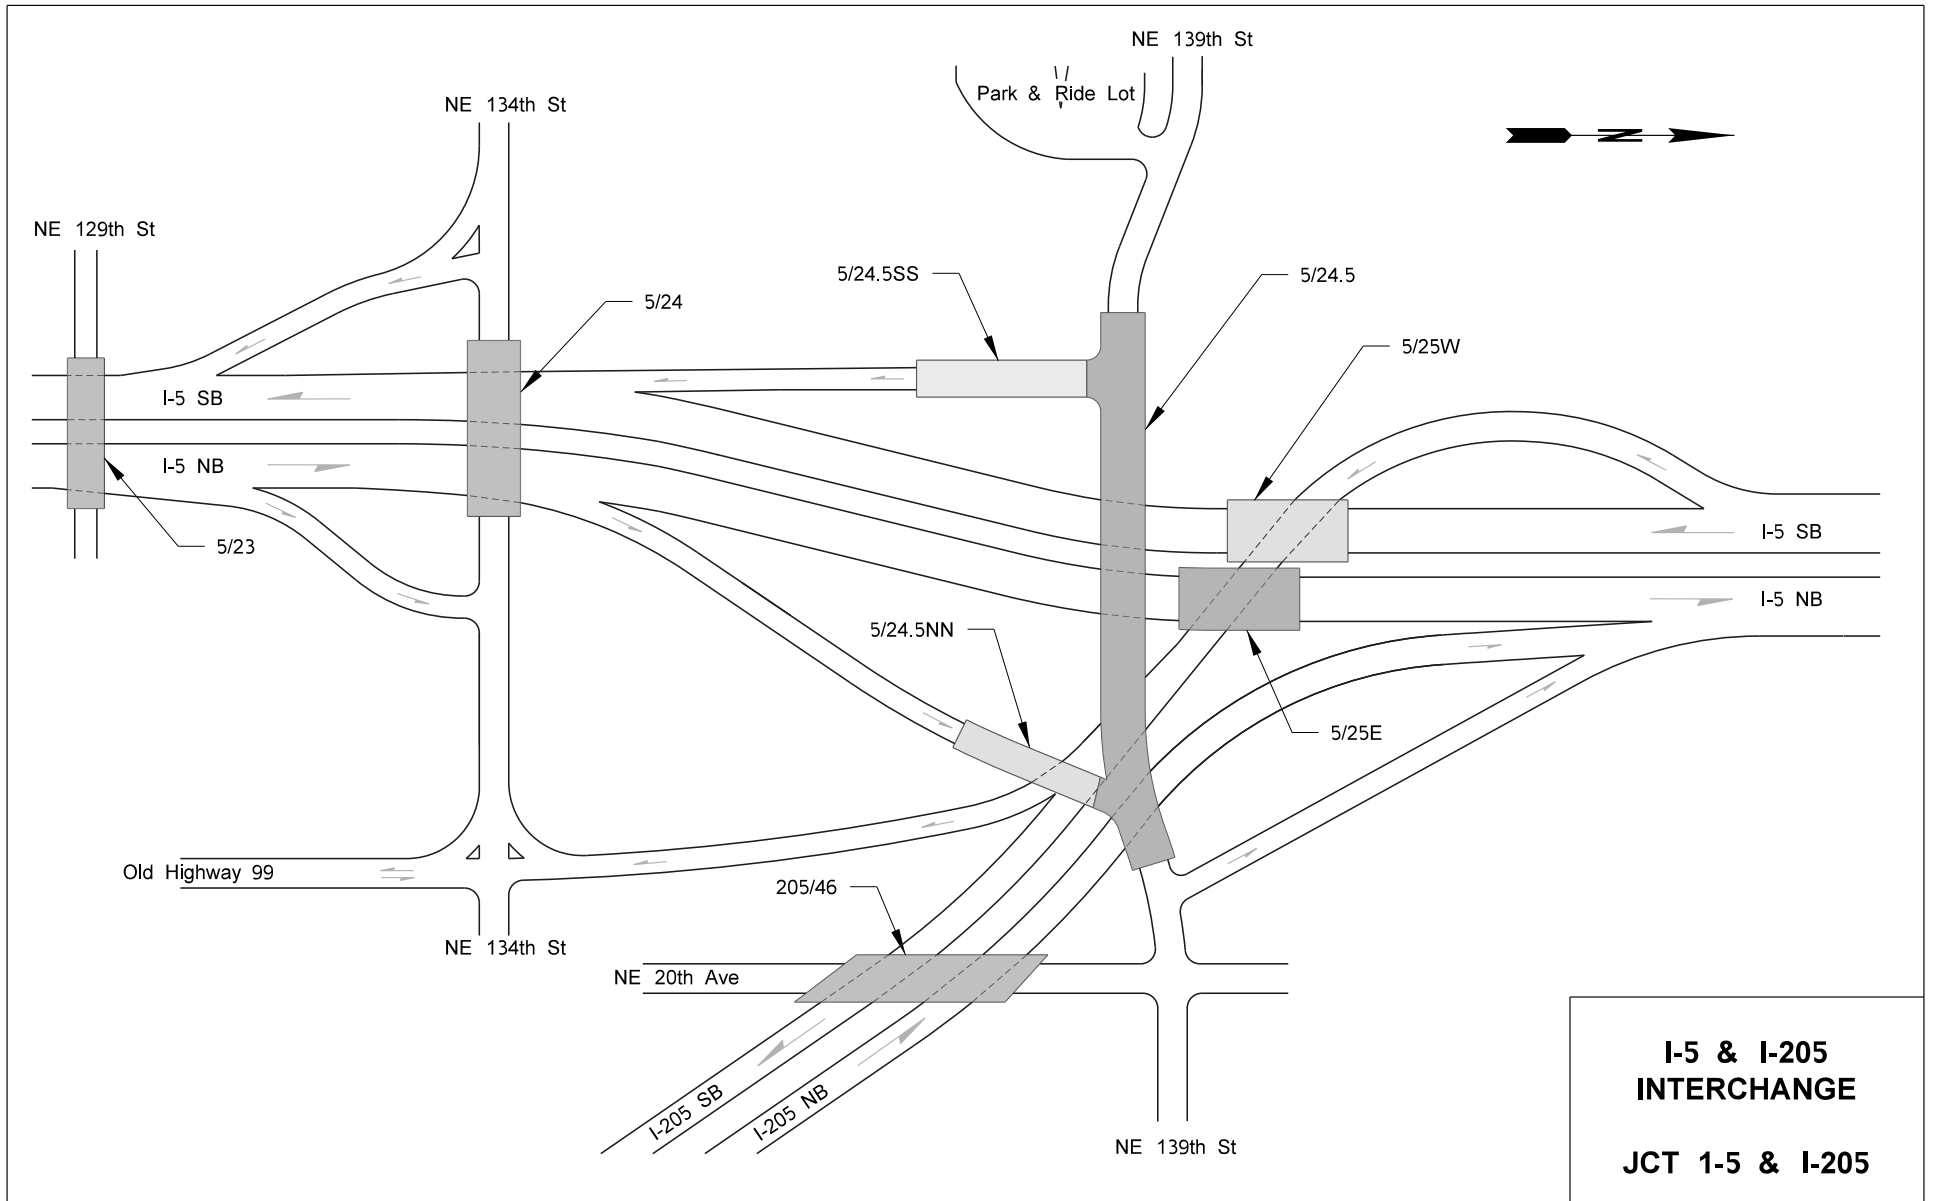 NE 139th St
Park & Ride Lot
NE 134th St
N
NE 129th St
5/24.5SS
5/24.5
5/24
5/25W
I-5 SB
I-5 NB
5/23
I-5 SB
I-5 NB
5/24.5NN
5/25E
Old Highway 99
205/46
NE 134th St
NE 20th Ave
I-205 SB
I-205 NB
NE 139th St
I-5 & I-205
INTERCHANGE
JCT 1-5 & I-205